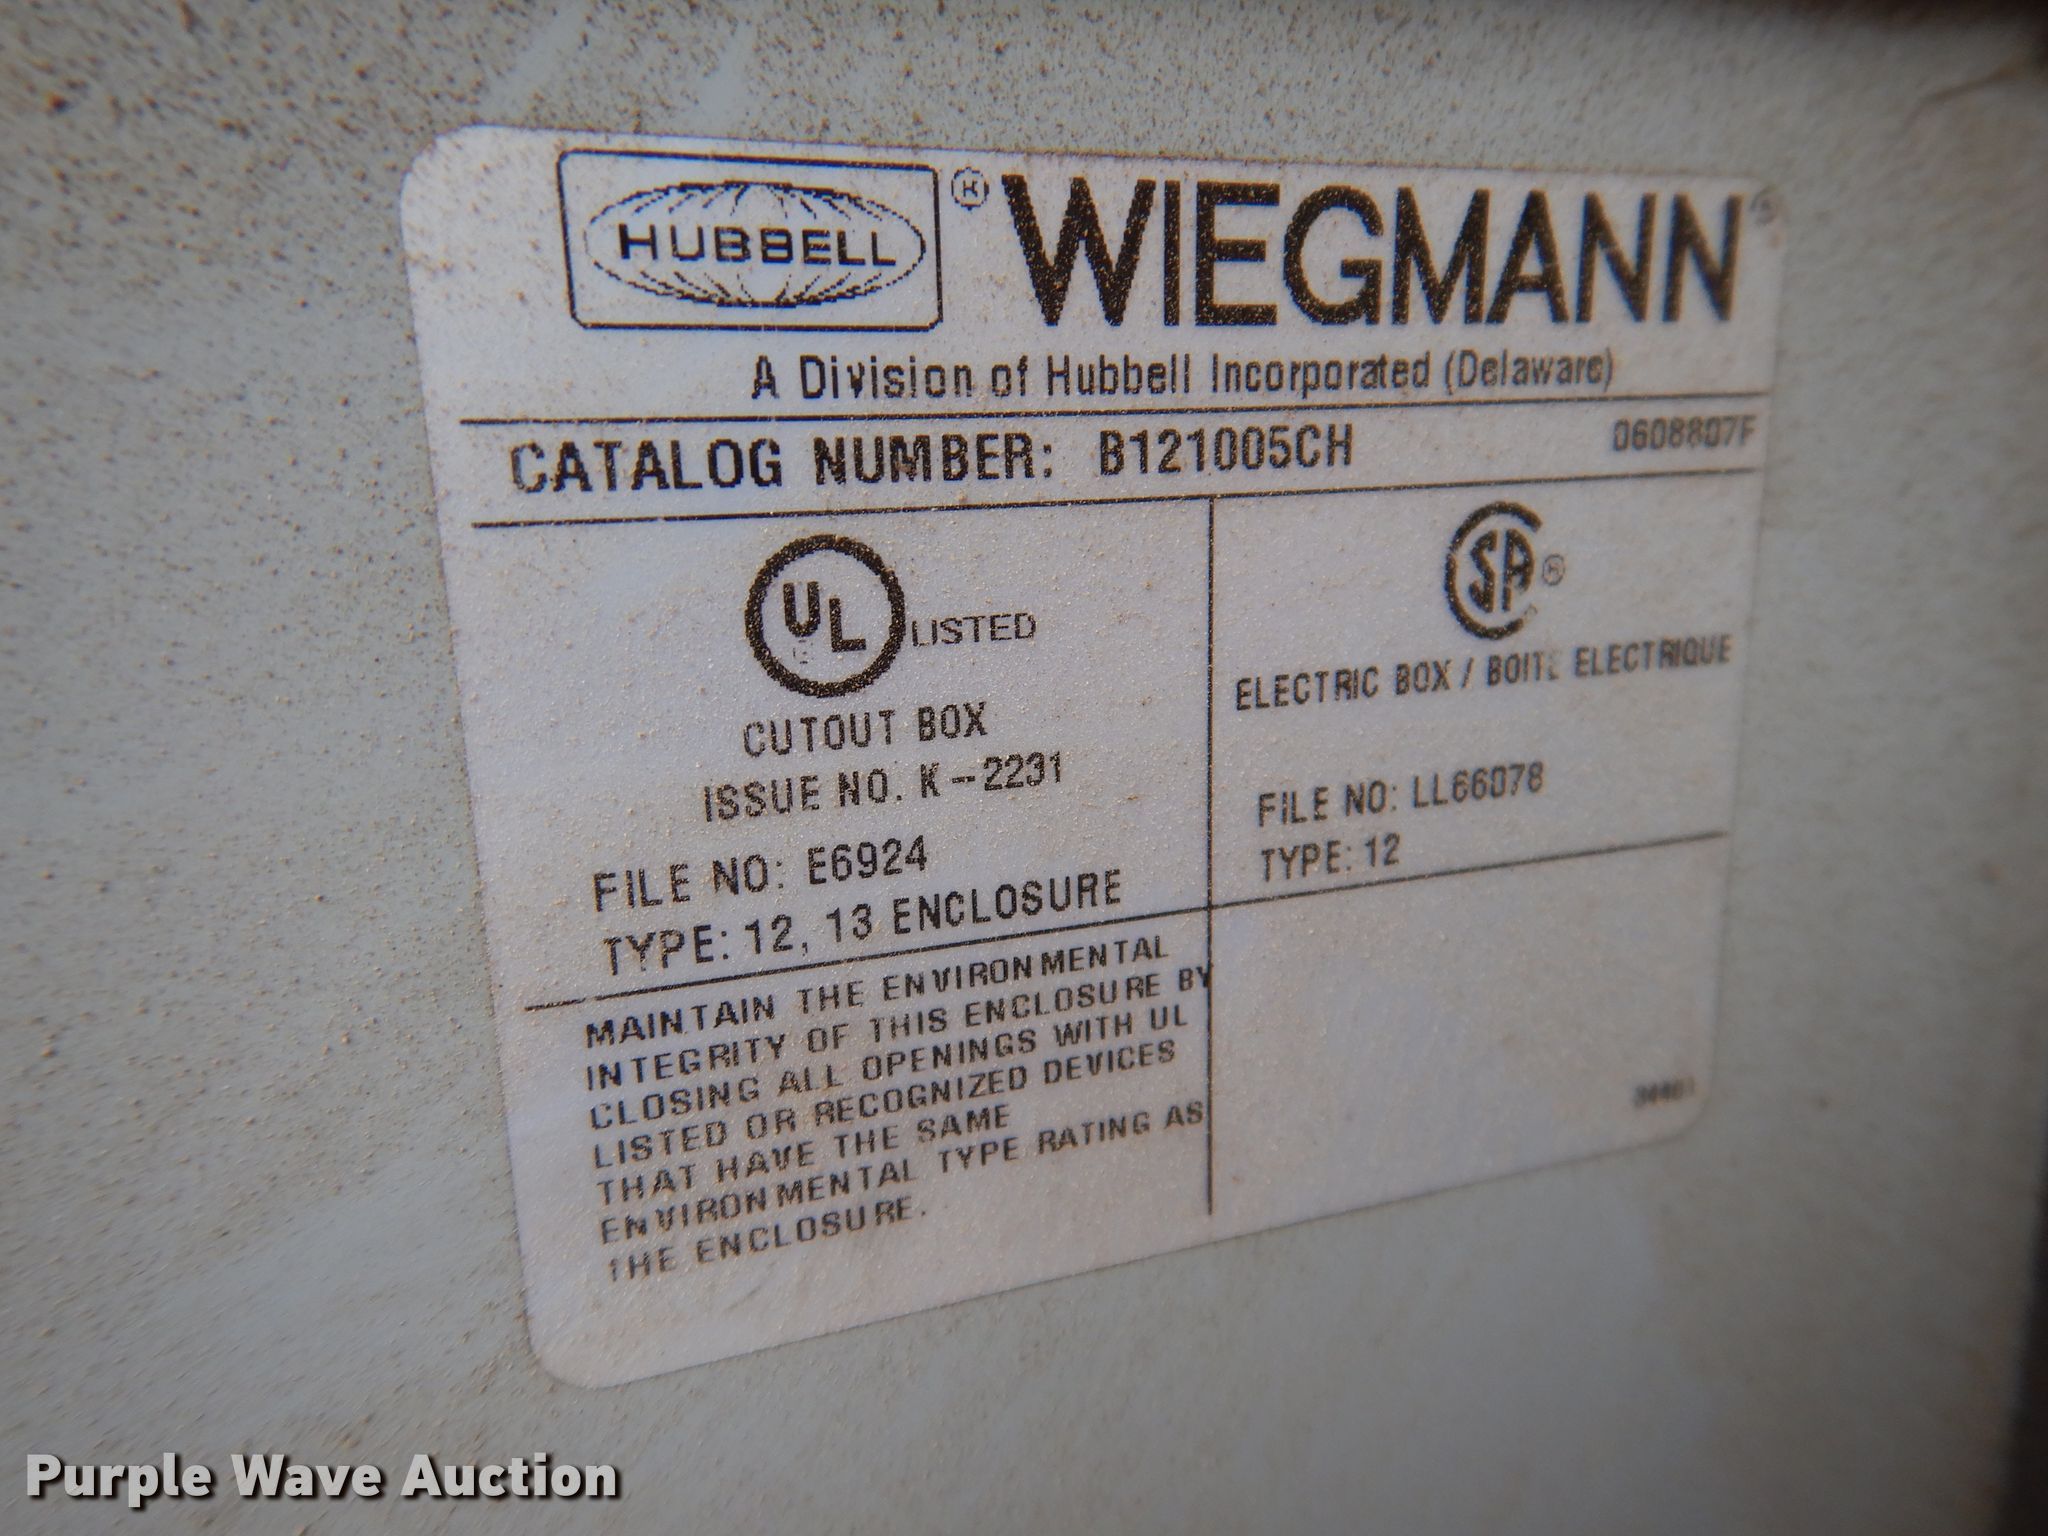 HUBBELL ® WIEGMANN
A Division of Hubbell Incorporated (Delaware)
CATALOG NUMBER: B121005CH 0608807F
UL LISTED
CUTOUT BOX
ISSUE NO. K-2231
FILE NO: E6924
TYPE: 12, 13 ENCLOSURE
MAINTAIN THE ENVIRONMENTAL
INTEGRITY OF THIS ENCLOSURE BY
CLOSING ALL OPENINGS WITH UL
LISTED OR RECOGNIZED DEVICES
THAT HAVE THE SAME
ENVIRONMENTAL TYPE RATING AS
THE ENCLOSURE.
SA ®
ELECTRIC BOX / BOITE ELECTRIQUE
FILE NO: LL66078
TYPE: 12
Purple Wave Auction